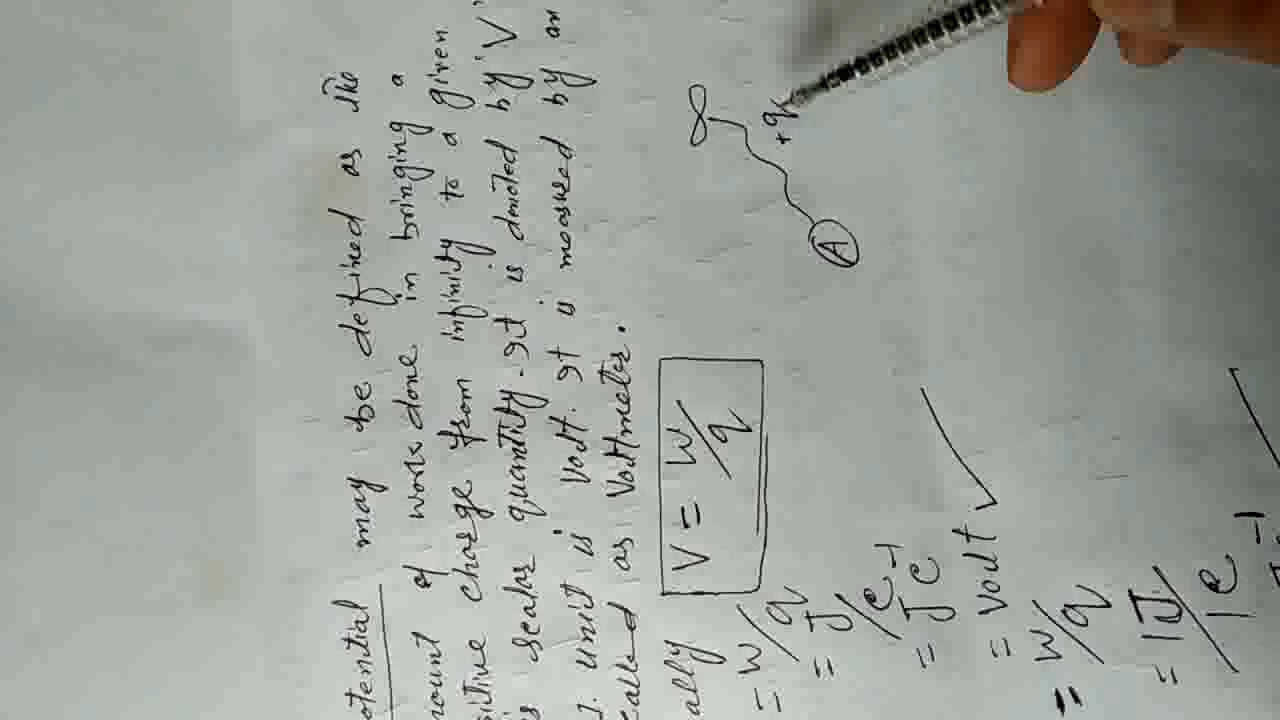 otential may be defined as the
mount of work done in bringing a
sitive charge from infinity to a given
is scalar quantity. It is denoted by 'V'
I. unit is Volt. It is measured by an
called as Voltmeter.
ally V = W/q
∞
+q
A
= W/q
= J/C
= JC⁻¹
= Volt ✓
= W/q
= 1J/1C